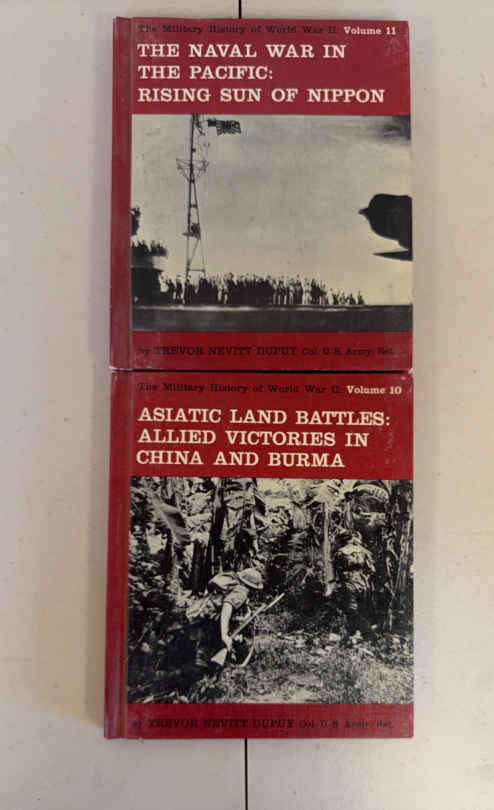 The Military History of World War II: Volume 11
THE NAVAL WAR IN
THE PACIFIC:
RISING SUN OF NIPPON
by TREVOR NEVITT DUPUY Col. U.S. Army, Ret.
The Military History of World War II: Volume 10
ASIATIC LAND BATTLES:
ALLIED VICTORIES IN
CHINA AND BURMA
by TREVOR NEVITT DUPUY Col. U.S. Army, Ret.